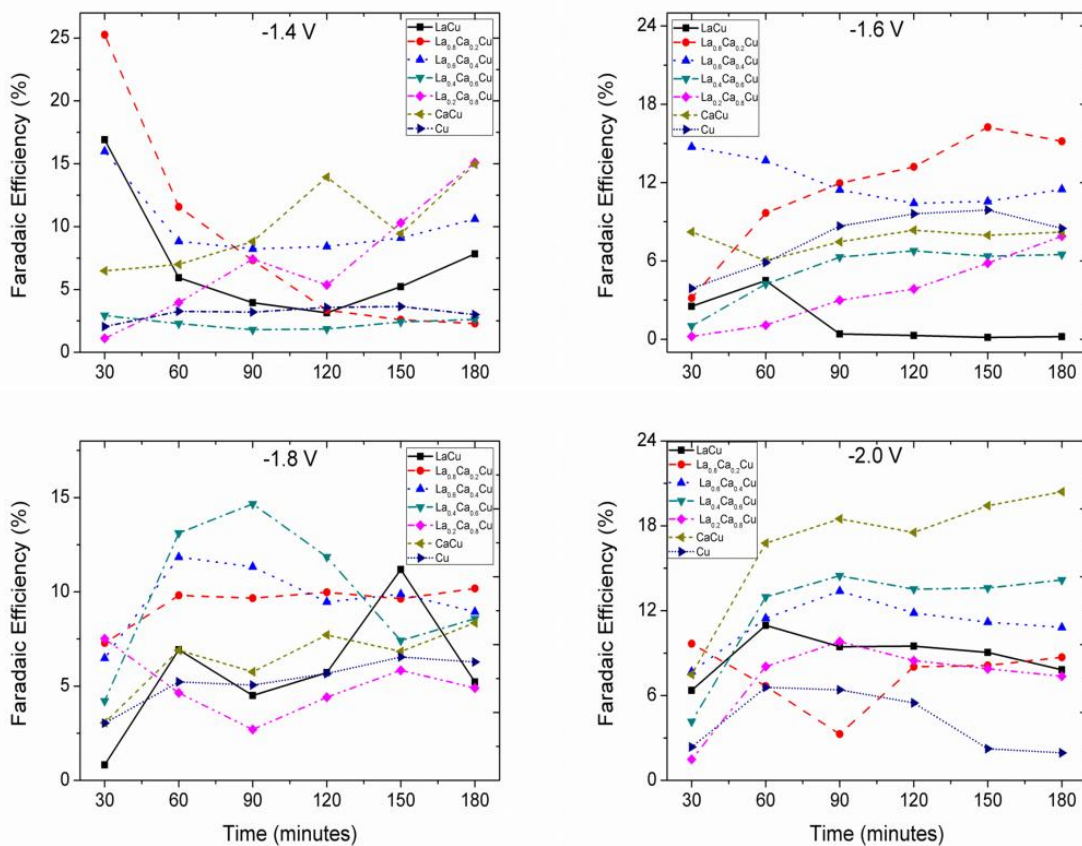 -1.4 V
LaCu
La0.8Ca0.2Cu
La0.6Ca0.4Cu
La0.4Ca0.6Cu
La0.2Ca0.8Cu
CaCu
Cu
Faradaic Efficiency (%)
25
20
15
10
5
0
30 60 90 120 150 180
-1.6 V
LaCu
La0.8Ca0.2Cu
La0.6Ca0.4Cu
La0.4Ca0.6Cu
La0.2Ca0.8Cu
CaCu
Cu
Faradaic Efficiency (%)
24
18
12
6
0
30 60 90 120 150 180
-1.8 V
LaCu
La0.8Ca0.2Cu
La0.6Ca0.4Cu
La0.4Ca0.6Cu
La0.2Ca0.8Cu
CaCu
Cu
Faradaic Efficiency (%)
18
15
10
5
0
30 60 90 120 150 180
Time (minutes)
-2.0 V
LaCu
La0.8Ca0.2Cu
La0.6Ca0.4Cu
La0.4Ca0.6Cu
La0.2Ca0.8Cu
CaCu
Cu
Faradaic Efficiency (%)
24
18
12
6
0
30 60 90 120 150 180
Time (minutes)